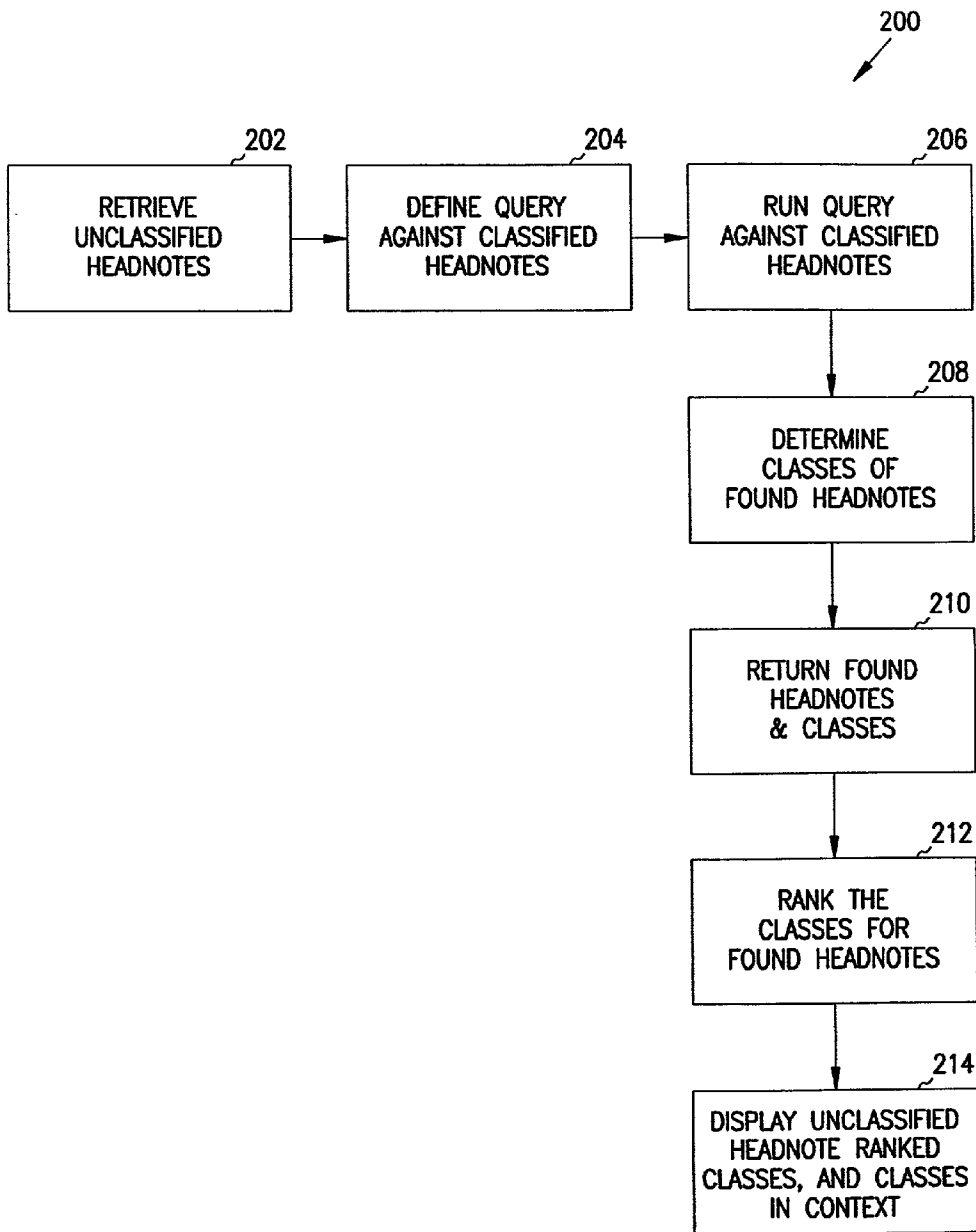 200
202
RETRIEVE
UNCLASSIFIED
HEADNOTES
204
DEFINE QUERY
AGAINST CLASSIFIED
HEADNOTES
206
RUN QUERY
AGAINST CLASSIFIED
HEADNOTES
208
DETERMINE
CLASSES OF
FOUND HEADNOTES
210
RETURN FOUND
HEADNOTES
& CLASSES
212
RANK THE
CLASSES FOR
FOUND HEADNOTES
214
DISPLAY UNCLASSIFIED
HEADNOTE RANKED
CLASSES, AND CLASSES
IN CONTEXT